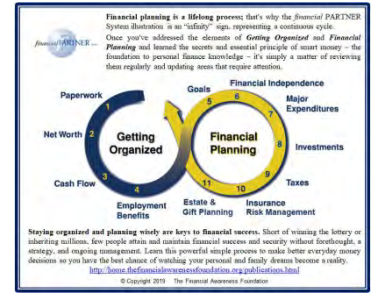 Financial planning is a lifelong process; that's why the financial PARTNER
System illustration is an "infinity" sign, representing a continuous cycle.
financial PARTNER
Once you've addressed the elements of Getting Organized and Financial
Planning and learned the secrets and essential principle of smart money – the
foundation to personal finance knowledge – it's simply a matter of reviewing
them regularly and updating areas that require attention.
Paperwork
1
Net Worth
2
Cash Flow
3
4
Employment
Benefits
Getting
Organized
Goals
5
Financial Independence
6
Major
Expenditures
7
Investments
8
Taxes
9
Insurance
Risk Management
10
Estate &
Gift Planning
11
Financial
Planning
Staying organized and planning wisely are keys to financial success. Short of winning the lottery or
inheriting millions, few people attain and maintain financial success and security without forethought, a
strategy, and ongoing management. Learn this powerful simple process to make better everyday money
decisions so you have the best chance of watching your personal and family dreams become a reality.
http://home.thefinancialawarenessfoundation.org/publications.html
© Copyright 2019 The Financial Awareness Foundation